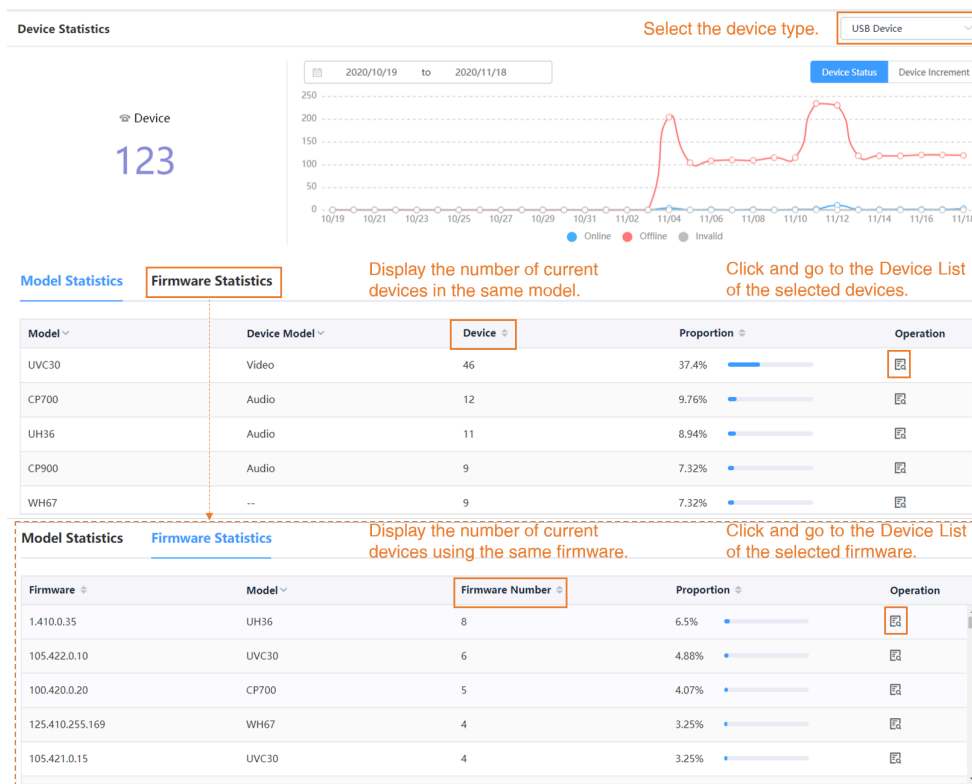 Device Statistics
Select the device type.
USB Device
2020/10/19 to 2020/11/18
Device Status Device Increment
Device
123
250
200
150
100
50
0
10/19 10/21 10/23 10/25 10/27 10/29 10/31 11/02 11/04 11/06 11/08 11/10 11/12 11/14 11/16 11/18
Online Offline Invalid
Model Statistics Firmware Statistics
Display the number of current
devices in the same model.
Click and go to the Device List
of the selected devices.
Model Device Model Device Proportion Operation
UVC30 Video 46 37.4%
CP700 Audio 12 9.76%
UH36 Audio 11 8.94%
CP900 Audio 9 7.32%
WH67 -- 9 7.32%
Model Statistics Firmware Statistics
Display the number of current
devices using the same firmware.
Click and go to the Device List
of the selected firmware.
Firmware Model Firmware Number Proportion Operation
1.410.0.35 UH36 8 6.5%
105.422.0.10 UVC30 6 4.88%
100.420.0.20 CP700 5 4.07%
125.410.255.169 WH67 4 3.25%
105.421.0.15 UVC30 4 3.25%